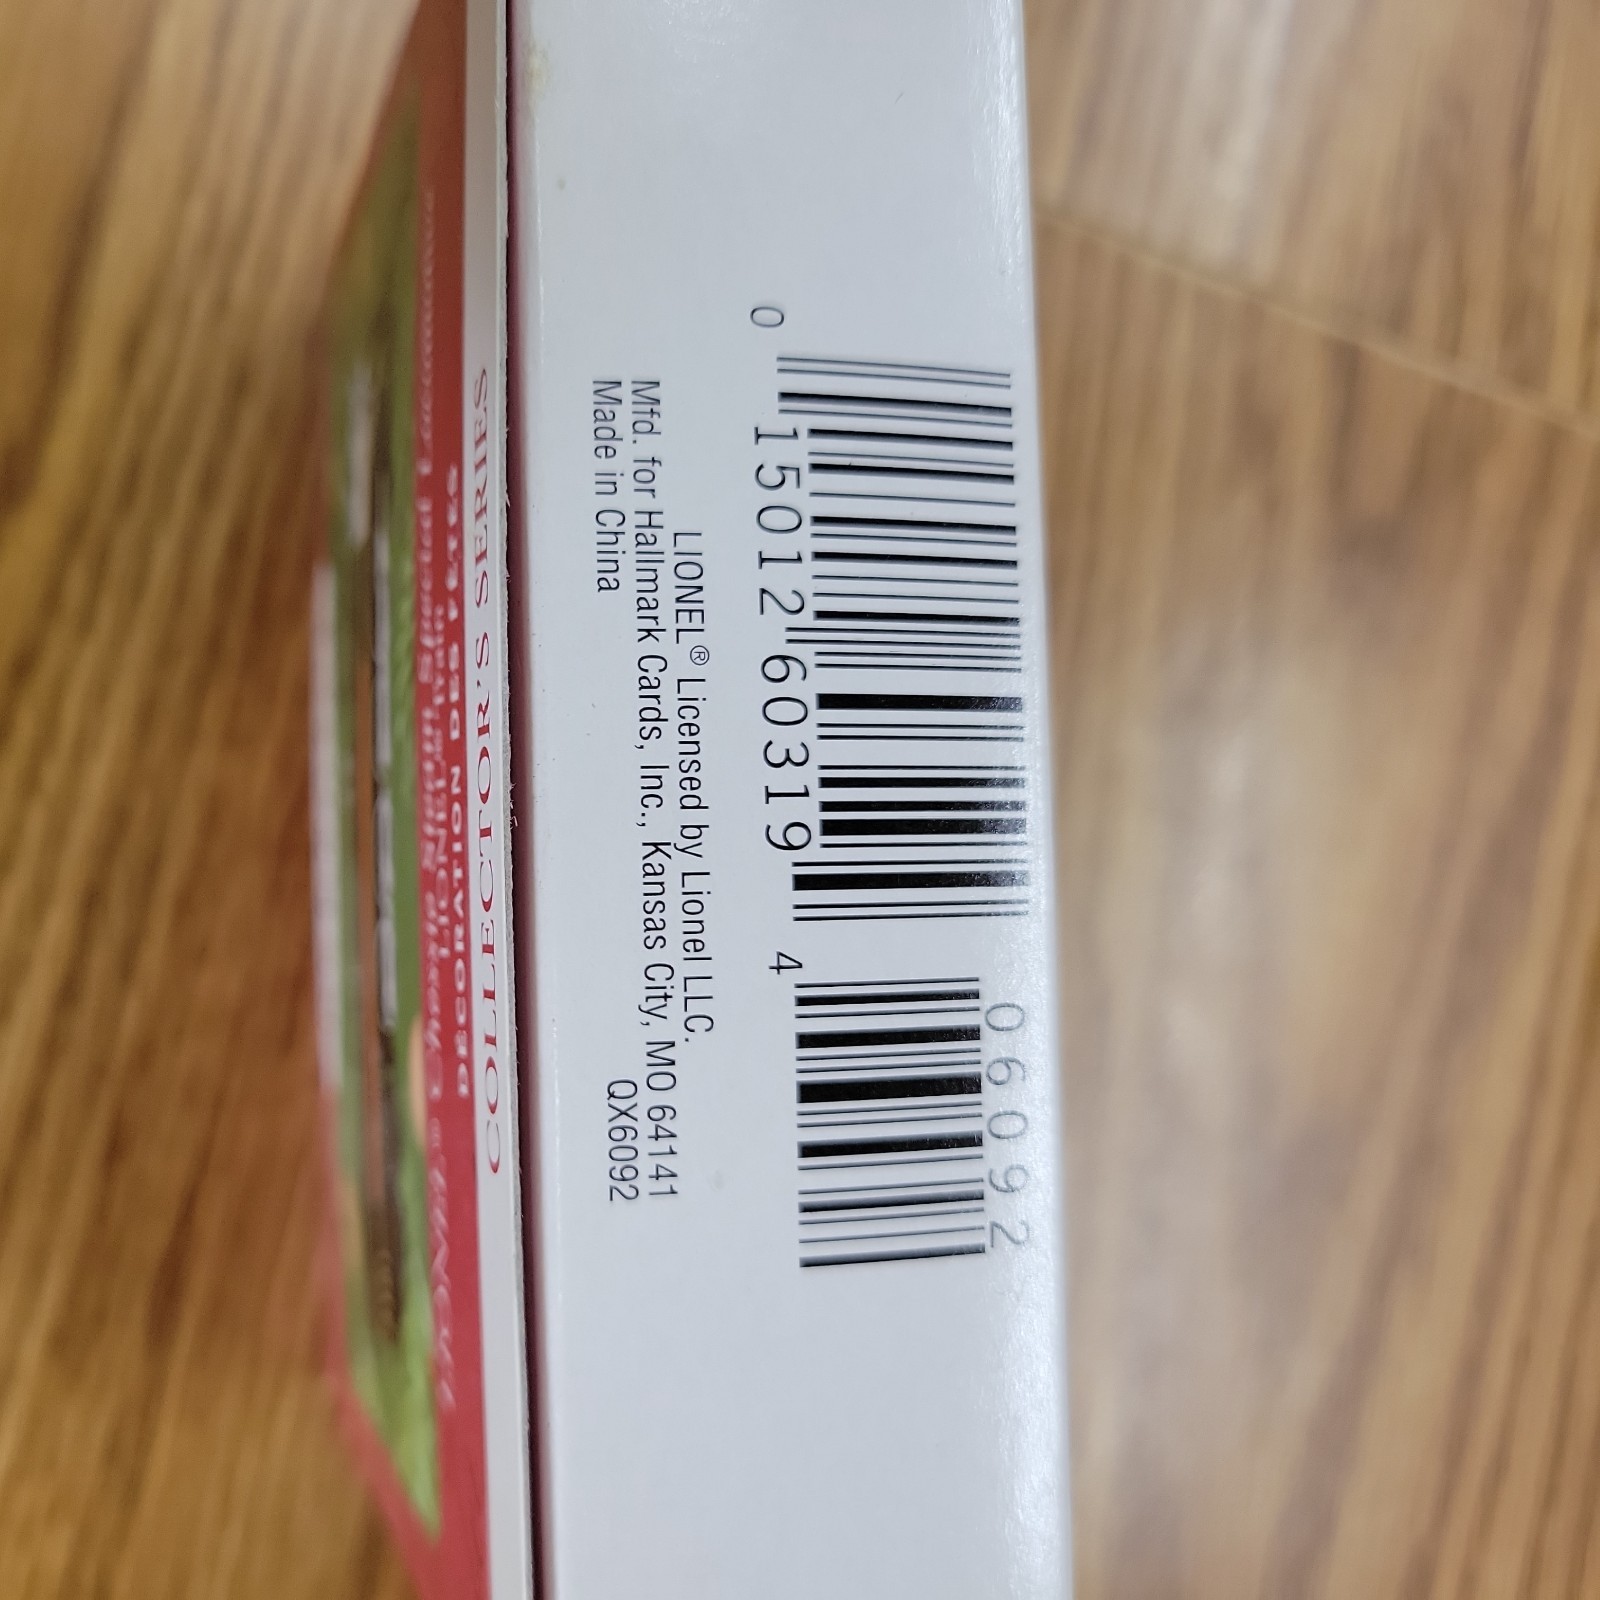 0 15012 60319 4
06092
LIONEL® Licensed by Lionel LLC.
Mfd. for Hallmark Cards, Inc., Kansas City, MO 64141
Made in China
QX6092
COLLECTOR'S SERIES
DECORATION DES FÊTES